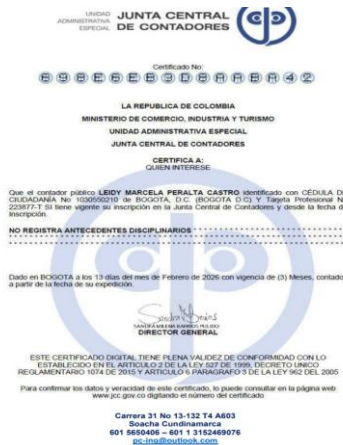 UNIDAD
ADMINISTRATIVA
ESPECIAL
JUNTA CENTRAL
DE CONTADORES
Certificado No:
LA REPUBLICA DE COLOMBIA
MINISTERIO DE COMERCIO, INDUSTRIA Y TURISMO
UNIDAD ADMINISTRATIVA ESPECIAL
JUNTA CENTRAL DE CONTADORES
CERTIFICA A:
QUIEN INTERESE
Que el contador público LEIDY MARCELA PERALTA CASTRO identificado con CÉDULA DE
CIUDADANÍA No 1030550210 de BOGOTA, D.C. (BOGOTA D.C) Y Tarjeta Profesional No
223877-T SI tiene vigente su inscripción en la Junta Central de Contadores y desde la fecha de
Inscripción.
NO REGISTRA ANTECEDENTES DISCIPLINARIOS
Dado en BOGOTA a los 13 días del mes de Febrero de 2026 con vigencia de (3) Meses, contados
a partir de la fecha de su expedición.
SANDRA MILENA BARRIOS PULIDO
DIRECTOR GENERAL
ESTE CERTIFICADO DIGITAL TIENE PLENA VALIDEZ DE CONFORMIDAD CON LO
ESTABLECIDO EN EL ARTICULO 2 DE LA LEY 527 DE 1999, DECRETO UNICO
REGLAMENTARIO 1074 DE 2015 Y ARTICULO 6 PARAGRAFO 3 DE LA LEY 962 DEL 2005
Para confirmar los datos y veracidad de este certificado, lo puede consultar en la página web
www.jcc.gov.co digitando el número del certificado
Carrera 31 No 13-132 T4 A603
Soacha Cundinamarca
601 5650406 – 601 1 3152469076
pc-ing@outlook.com